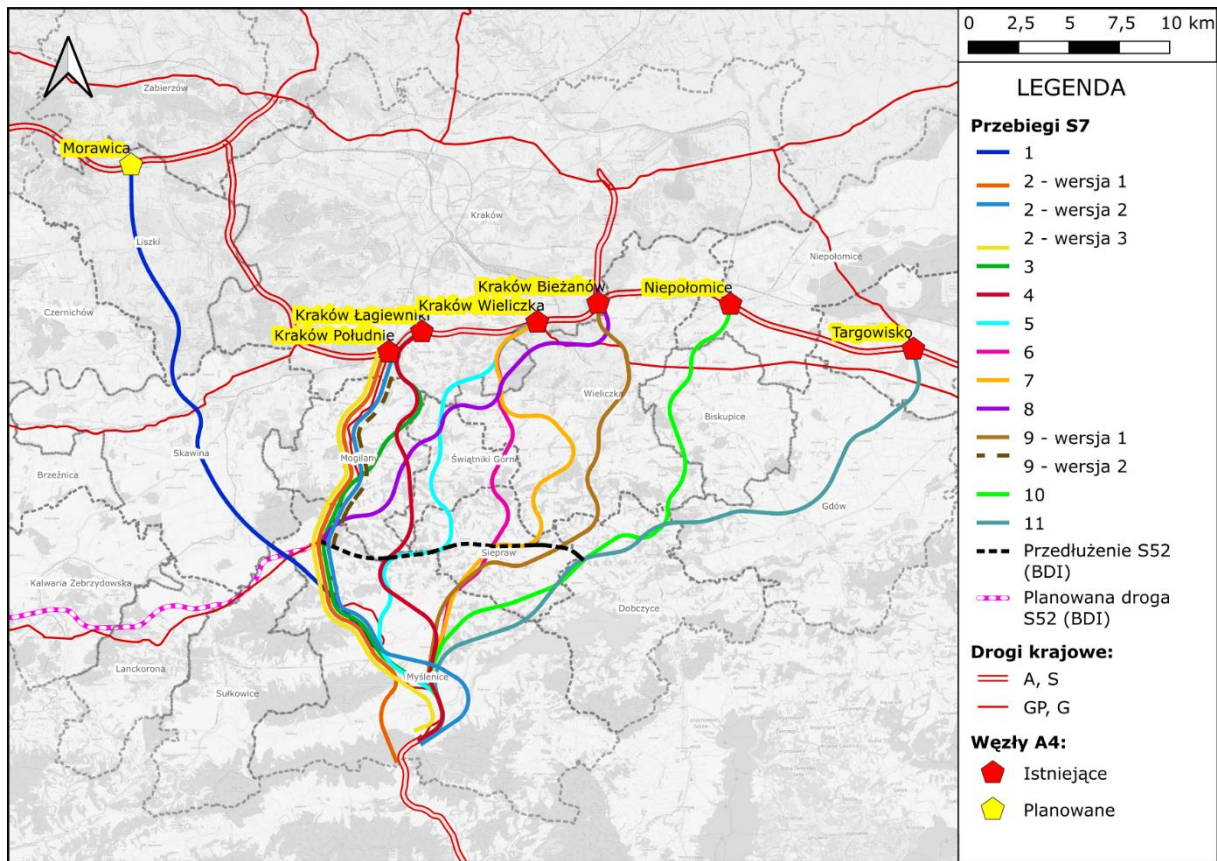 Zabierzów
Morawica
Liszki
Kraków
Czernichów
Kraków Bieżanów
Niepołomice
Niepołomice
Kraków Wieliczka
Kraków Łagiewniki
Kraków Południe
Targowisko
Wieliczka
Biskupice
Skawina
Mogilany
Świątniki Górne
Brzeźnica
Gdów
Siepraw
Kalwaria Zebrzydowska
Dobczyce
Lanckorona
Myślenice
Sułkowice
0 2,5 5 7,5 10 km
LEGENDA
Przebiegi S7
1
2 - wersja 1
2 - wersja 2
2 - wersja 3
3
4
5
6
7
8
9 - wersja 1
9 - wersja 2
10
11
Przedłużenie S52
(BDI)
Planowana droga
S52 (BDI)
Drogi krajowe:
A, S
GP, G
Węzły A4:
Istniejące
Planowane